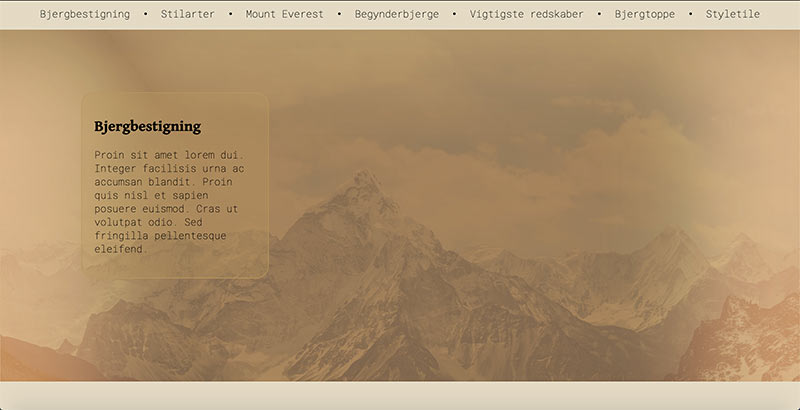 Bjergbestigning • Stilarter • Mount Everest • Begynderbjerge • Vigtigste redskaber • Bjergtoppe • Styletile
Bjergbestigning
Proin sit amet lorem dui.
Integer facilisis urna ac
accumsan blandit. Proin
quis nisl et sapien
posuere euismod. Cras ut
volutpat odio. Sed
fringilla pellentesque
eleifend.